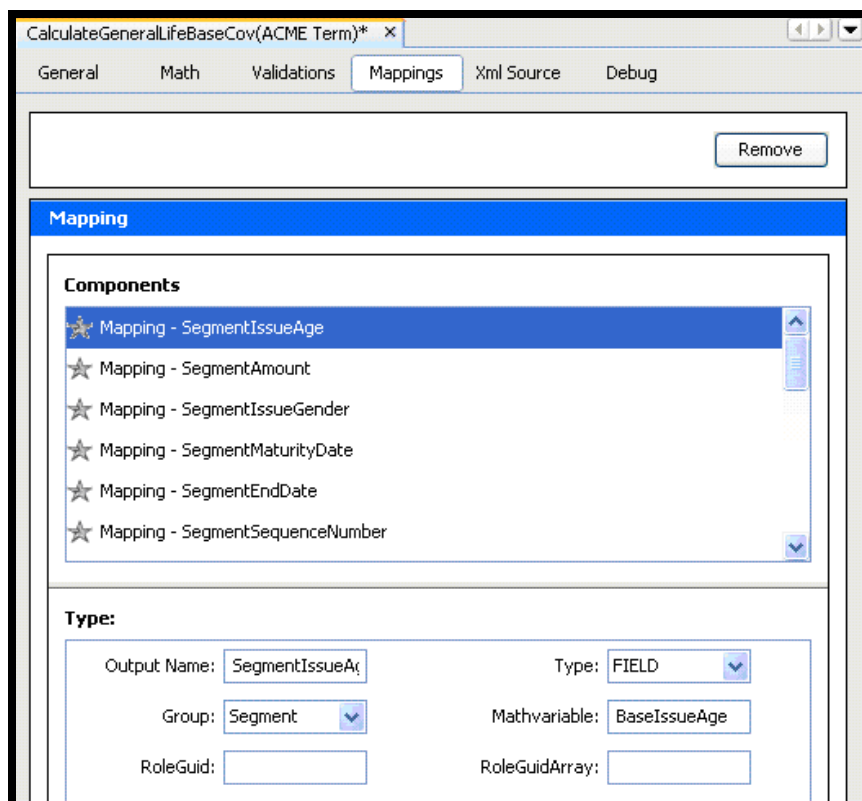 CalculateGeneralLifeBaseCov(ACME Term)* ×
General Math Validations Mappings Xml Source Debug
Remove
Mapping
Components
Mapping - SegmentIssueAge
Mapping - SegmentAmount
Mapping - SegmentIssueGender
Mapping - SegmentMaturityDate
Mapping - SegmentEndDate
Mapping - SegmentSequenceNumber
Type:
Output Name: SegmentIssueA Type: FIELD
Group: Segment Mathvariable: BaseIssueAge
RoleGuid: RoleGuidArray: